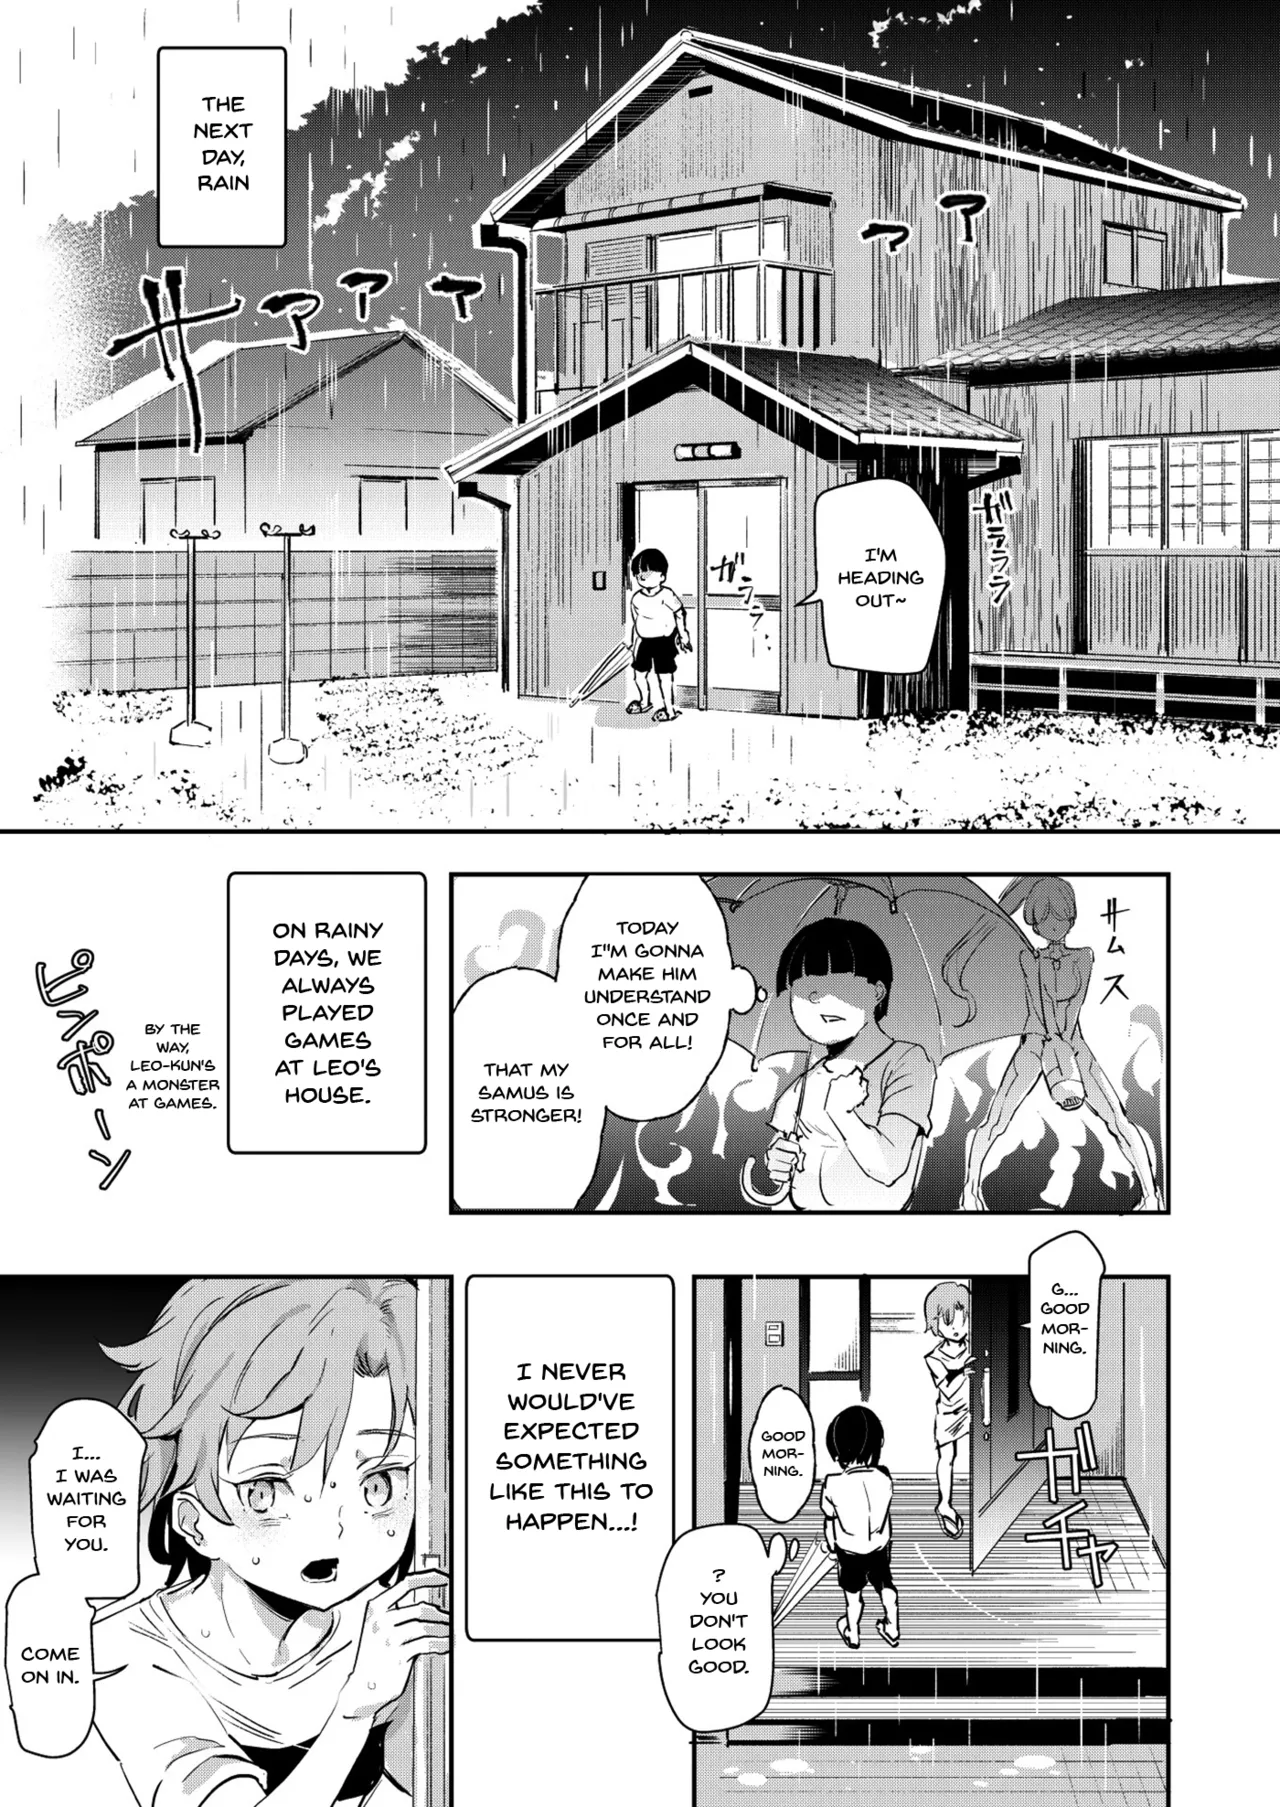 THE
NEXT
DAY,
RAIN
ザァァァァ
ァァ
ガラララ
ガララ
I'M
HEADING
OUT~
サムス
TODAY
I"M GONNA
MAKE HIM
UNDERSTAND
ONCE AND
FOR ALL!
THAT MY
SAMUS IS
STRONGER!
ON RAINY
DAYS, WE
ALWAYS
PLAYED
GAMES
AT LEO'S
HOUSE.
BY THE
WAY,
LEO-KUN'S
A MONSTER
AT GAMES.
ピンポーン
G...
GOOD
MOR-
NING.
ガチャ
GOOD
MOR-
NING.
?
YOU
DON'T
LOOK
GOOD.
I NEVER
WOULD'VE
EXPECTED
SOMETHING
LIKE THIS TO
HAPPEN...!
I...
I WAS
WAITING
FOR
YOU.
COME
ON IN.